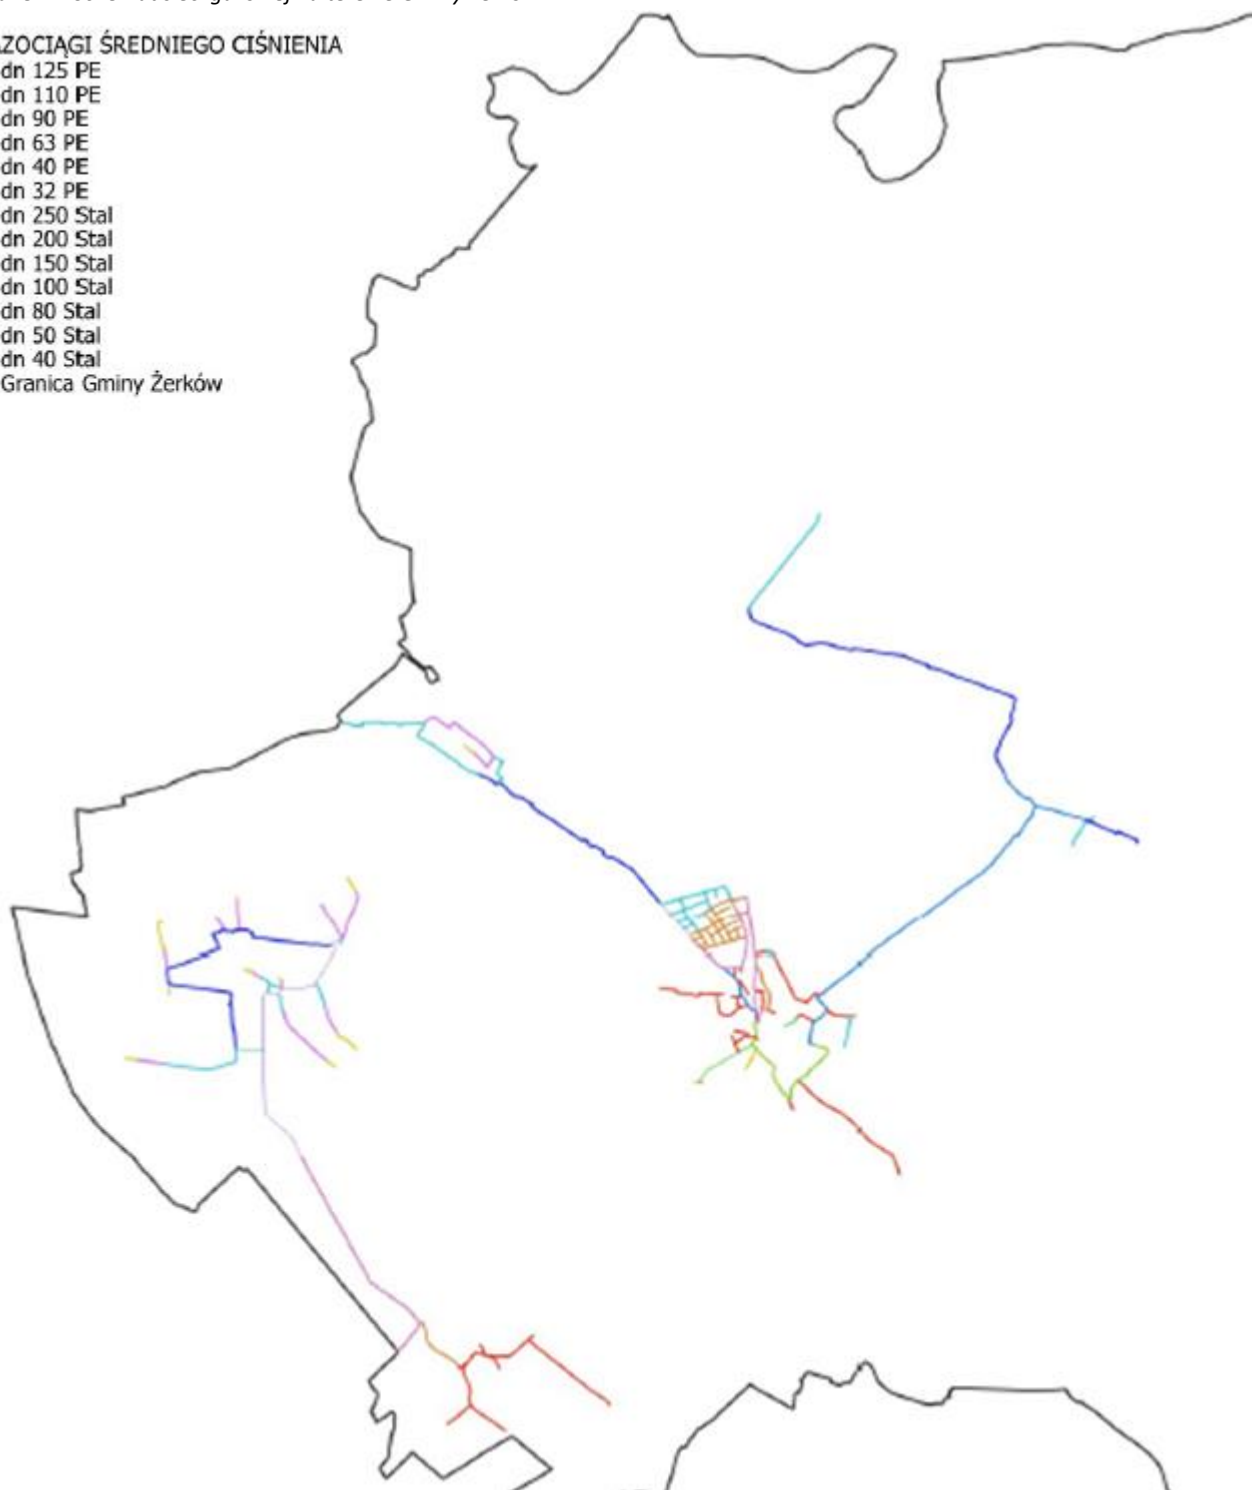 ZOCIĄGI ŚREDNIEGO CIŚNIENIA
dn 125 PE
dn 110 PE
dn 90 PE
dn 63 PE
dn 40 PE
dn 32 PE
dn 250 Stal
dn 200 Stal
dn 150 Stal
dn 100 Stal
dn 80 Stal
dn 50 Stal
dn 40 Stal
Granica Gminy Żerków